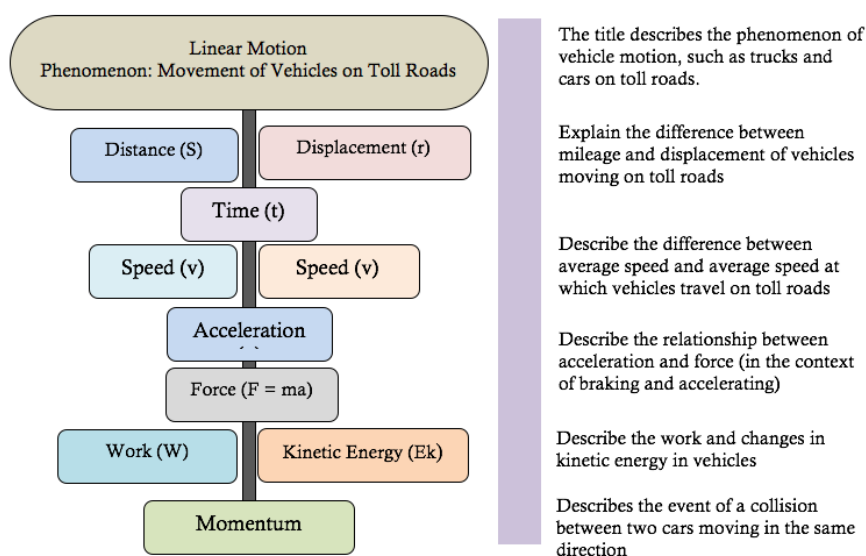 Linear Motion
Phenomenon: Movement of Vehicles on Toll Roads
Distance (S)
Displacement (r)
Time (t)
Speed (v)
Speed (v)
Acceleration
Force (F = ma)
Work (W)
Kinetic Energy (Ek)
Momentum
The title describes the phenomenon of
vehicle motion, such as trucks and
cars on toll roads.
Explain the difference between
mileage and displacement of vehicles
moving on toll roads
Describe the difference between
average speed and average speed at
which vehicles travel on toll roads
Describe the relationship between
acceleration and force (in the context
of braking and accelerating)
Describe the work and changes in
kinetic energy in vehicles
Describes the event of a collision
between two cars moving in the same
direction